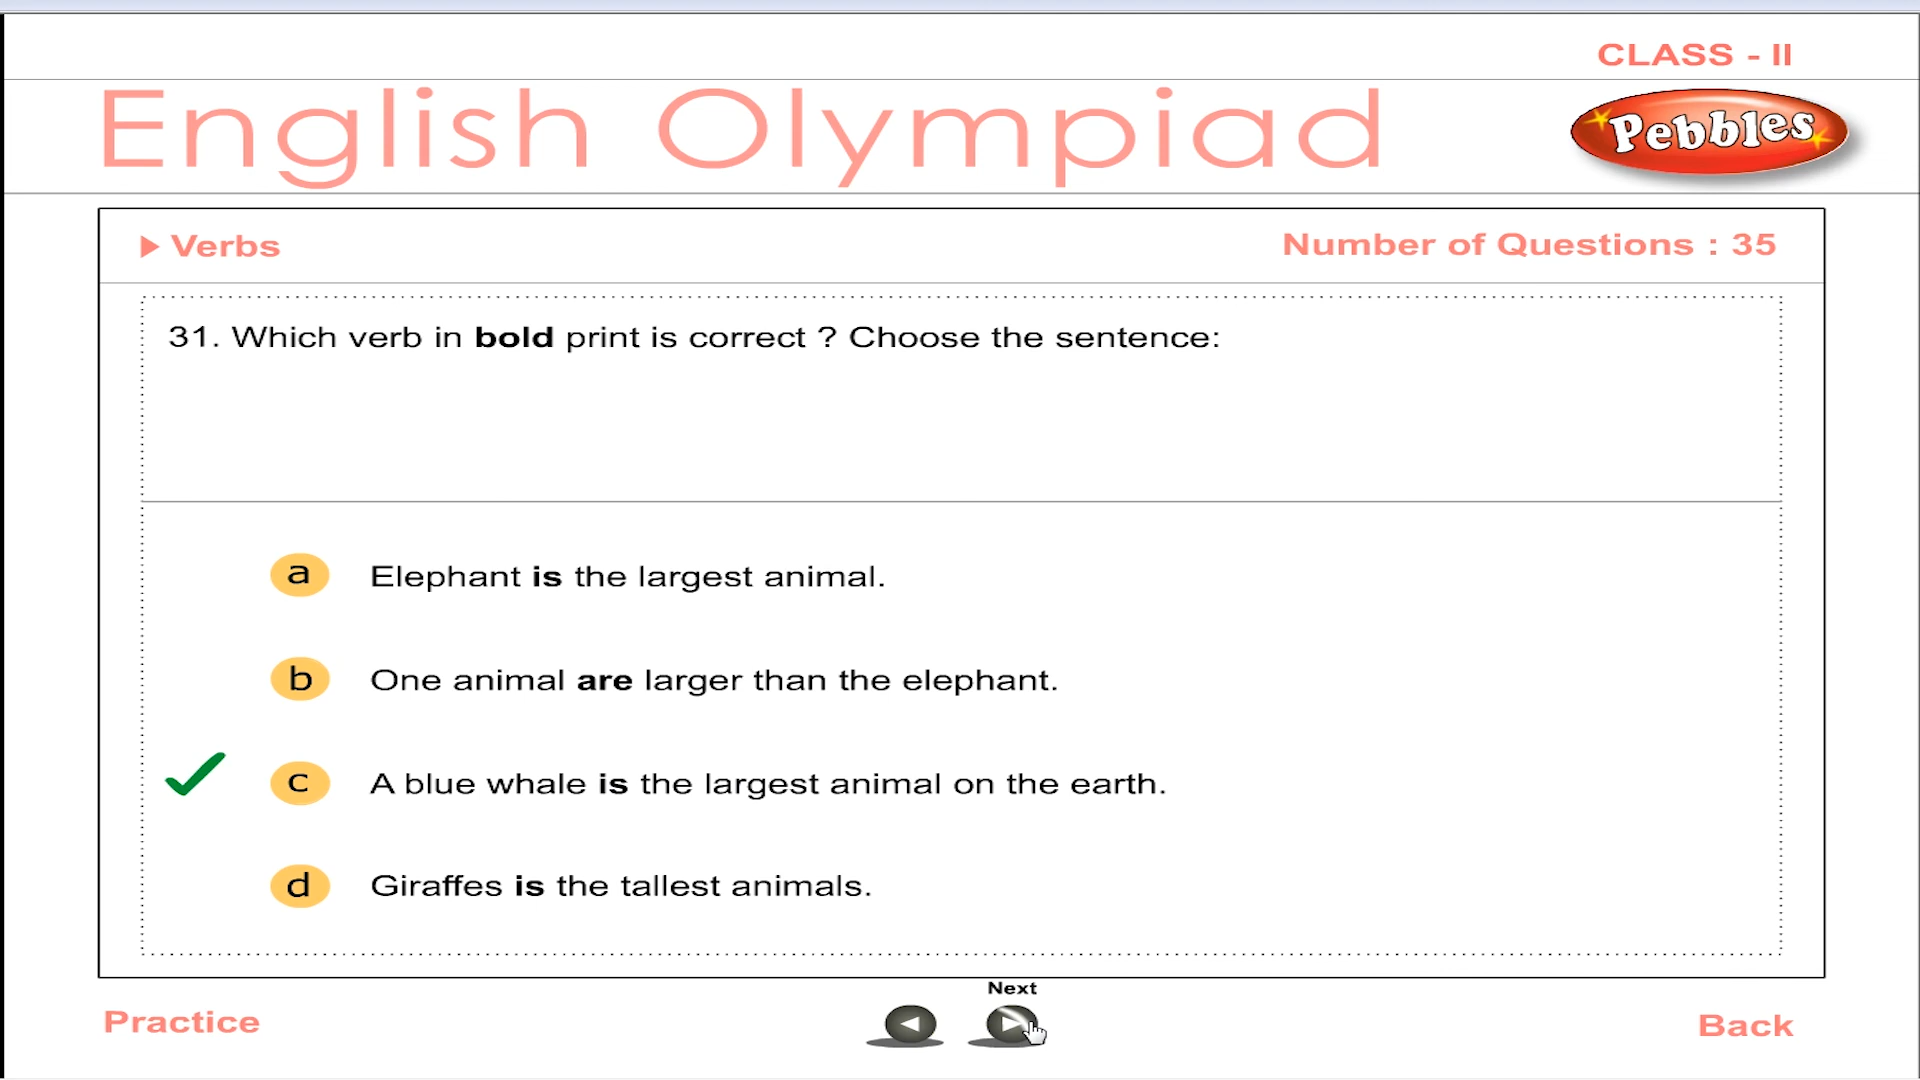 CLASS - II
English Olympiad
Pebbles
Verbs
Number of Questions : 35
31. Which verb in bold print is correct ? Choose the sentence:
a Elephant is the largest animal.
b One animal are larger than the elephant.
c A blue whale is the largest animal on the earth.
d Giraffes is the tallest animals.
Next
Practice
Back